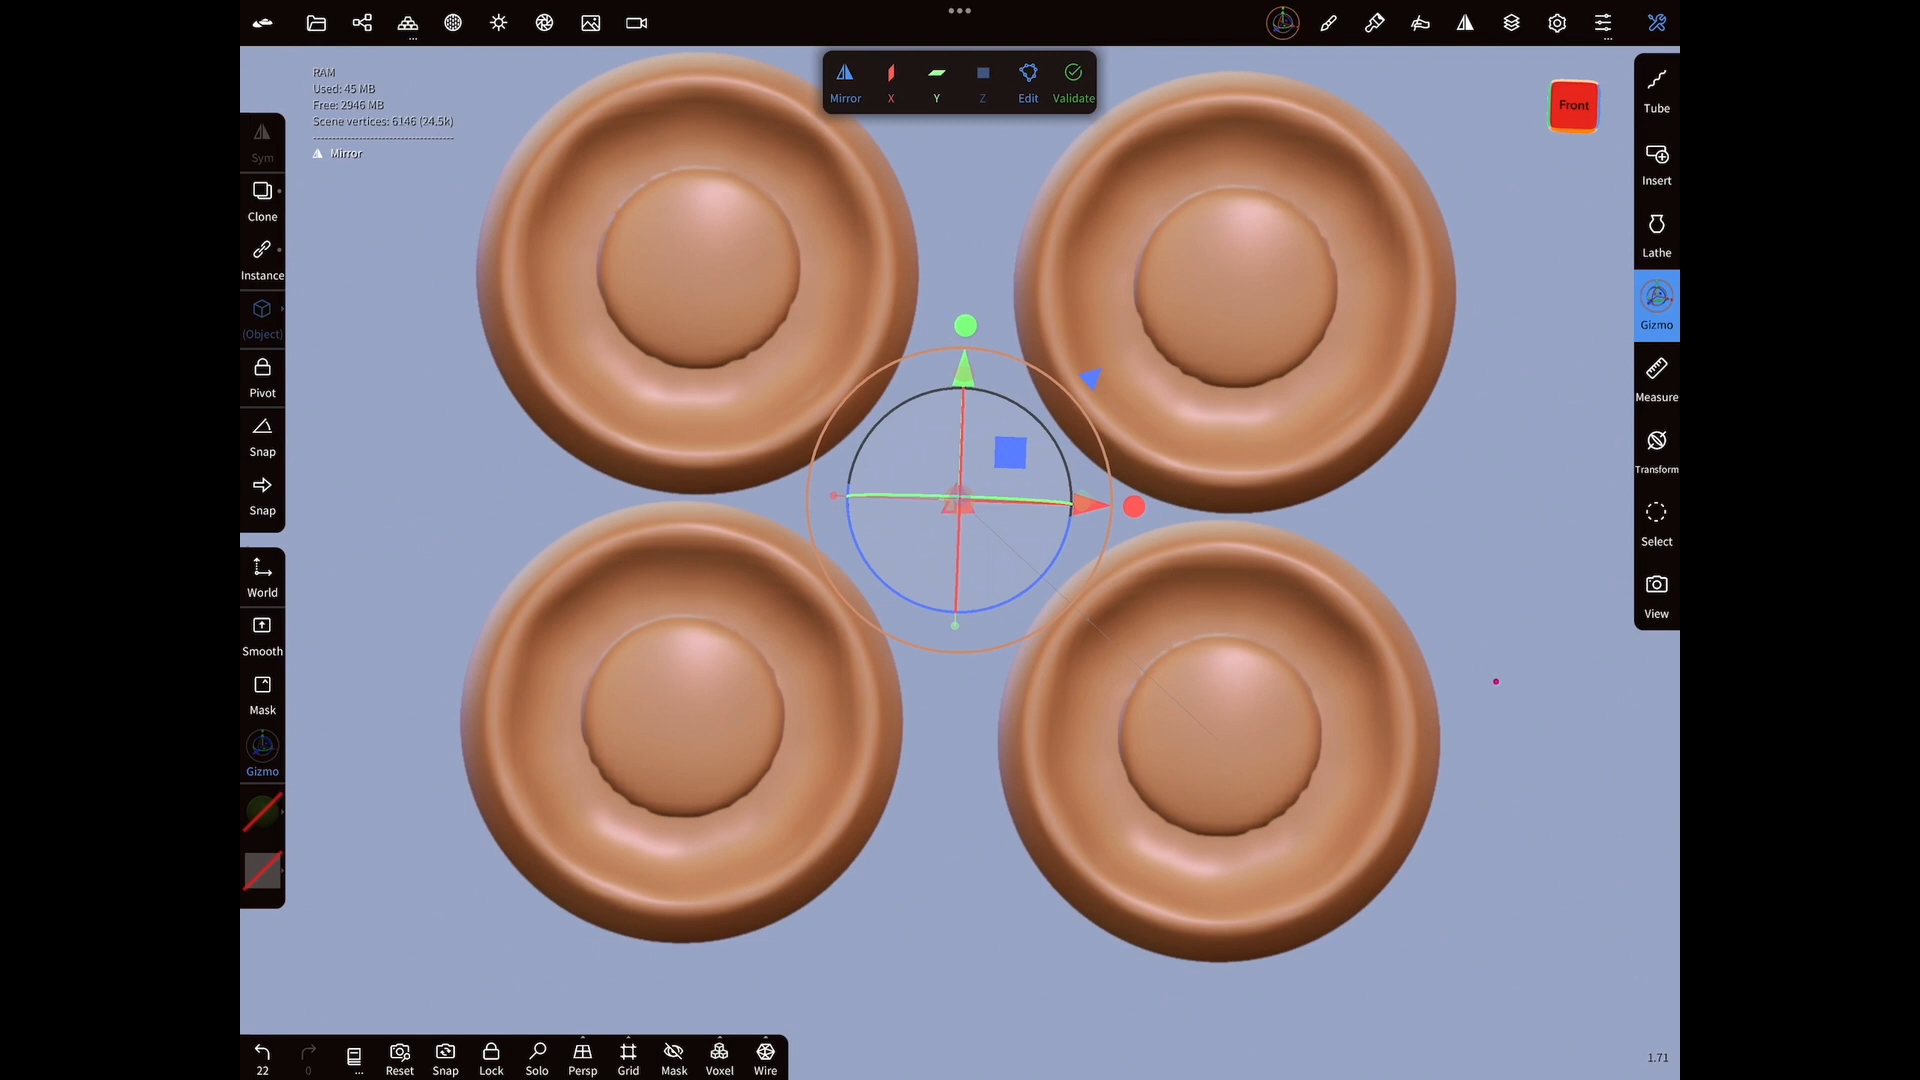 RAM
Used: 45 MB
Free: 2946 MB
Scene vertices: 6146 (24.5k)
Mirror
Mirror
X
Y
Z
Edit
Validate
Front
Sym
Clone
Instance
(Object)
Pivot
Snap
Snap
World
Smooth
Mask
Gizmo
Tube
Insert
Lathe
Gizmo
Measure
Transform
Select
View
22
0
...
Reset
Snap
Lock
Solo
Persp
Grid
Mask
Voxel
Wire
1.71